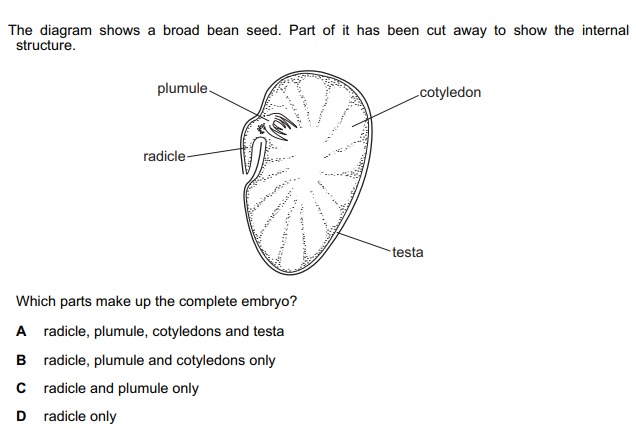 The diagram shows a broad bean seed. Part of it has been cut away to show the internal
structure.
plumule
cotyledon
radicle
testa
Which parts make up the complete embryo?
A radicle, plumule, cotyledons and testa
B radicle, plumule and cotyledons only
C radicle and plumule only
D radicle only